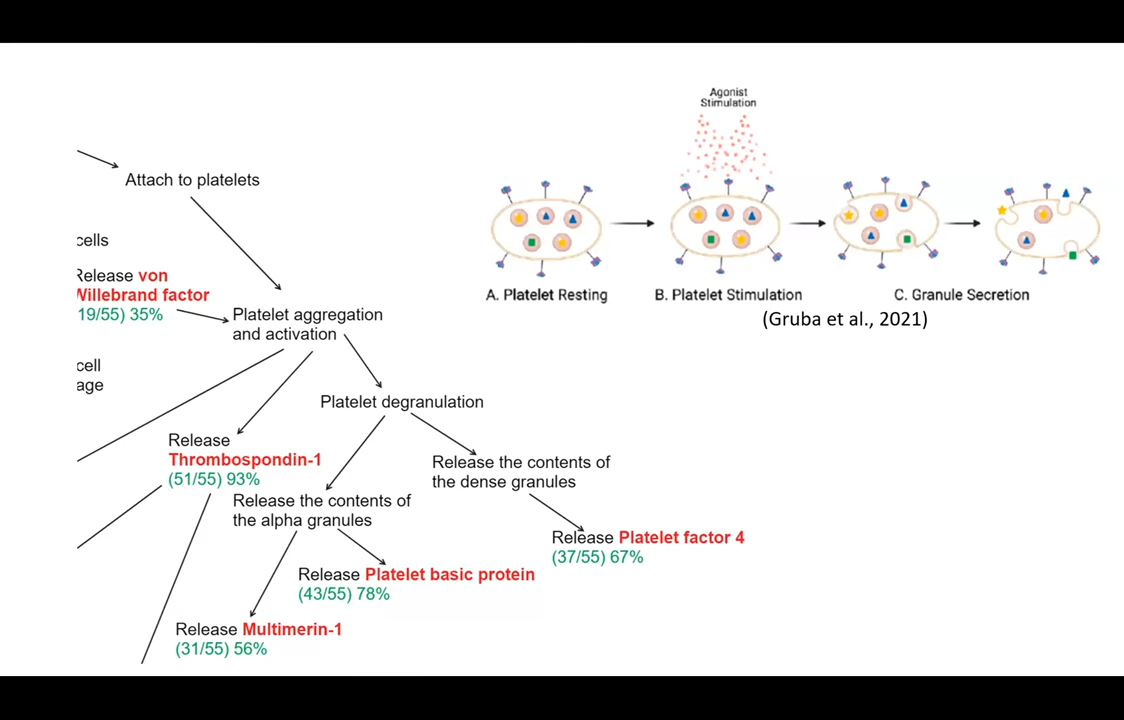 Agonist
Stimulation
Attach to platelets
cells
Release von
Willebrand factor
19/55) 35%
A. Platelet Resting
B. Platelet Stimulation
C. Granule Secretion
(Gruba et al., 2021)
Platelet aggregation
and activation
cell
age
Platelet degranulation
Release
Thrombospondin-1
(51/55) 93%
Release the contents of
the dense granules
Release the contents of
the alpha granules
Release Platelet factor 4
(37/55) 67%
Release Platelet basic protein
(43/55) 78%
Release Multimerin-1
(31/55) 56%